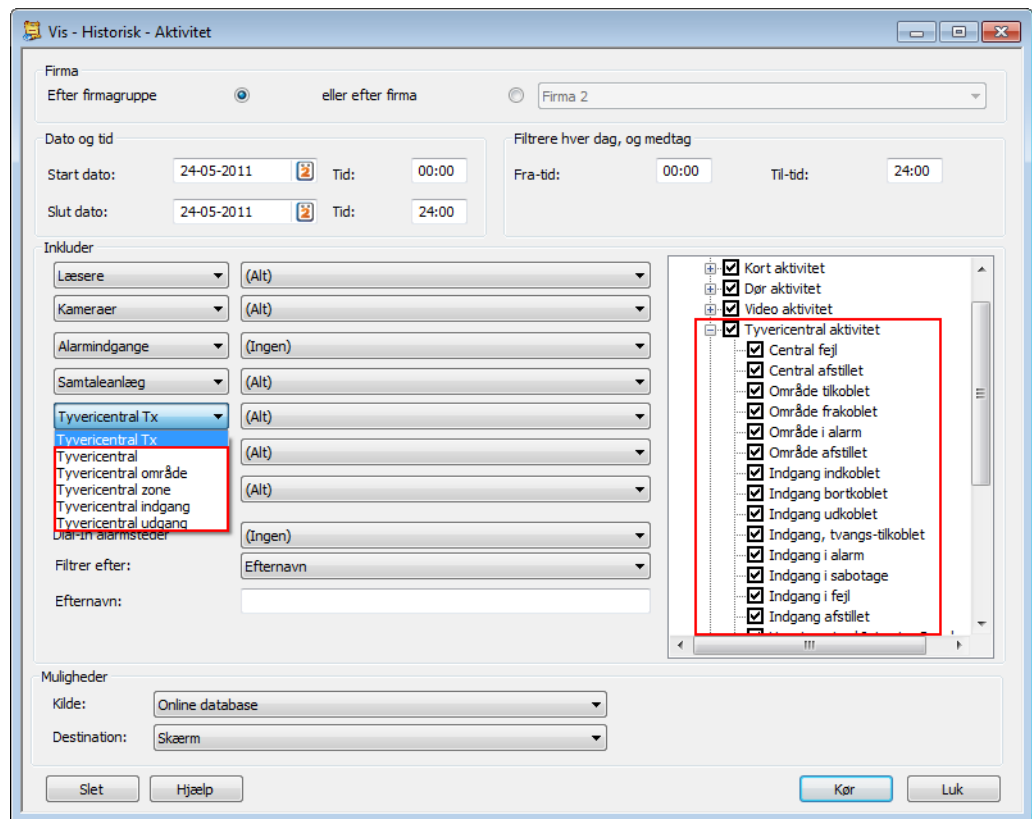 Vis - Historisk - Aktivitet
Firma
Efter firmagruppe eller efter firma Firma 2
Dato og tid
Start dato: 24-05-2011 Tid: 00:00
Slut dato: 24-05-2011 Tid: 24:00
Filtrere hver dag, og medtag
Fra-tid: 00:00 Til-tid: 24:00
Inkluder
Læsere (Alt)
Kameraer (Alt)
Alarmindgange (Ingen)
Samtaleanlæg (Alt)
Tyvericentral Tx (Alt)
Tyvericentral Tx
Tyvericentral
Tyvericentral område
Tyvericentral zone
Tyvericentral indgang
Tyvericentral udgang
(Alt)
(Alt)
Dial-In alarmsteder (Ingen)
Filtrer efter: Efternavn
Efternavn:
Kort aktivitet
Dør aktivitet
Video aktivitet
Tyvericentral aktivitet
Central fejl
Central afstillet
Område tilkoblet
Område frakoblet
Område i alarm
Område afstillet
Indgang indkoblet
Indgang bortkoblet
Indgang udkoblet
Indgang, tvangs-tilkoblet
Indgang i alarm
Indgang i sabotage
Indgang i fejl
Indgang afstillet
Muligheder
Kilde: Online database
Destination: Skærm
Slet Hjælp Kør Luk